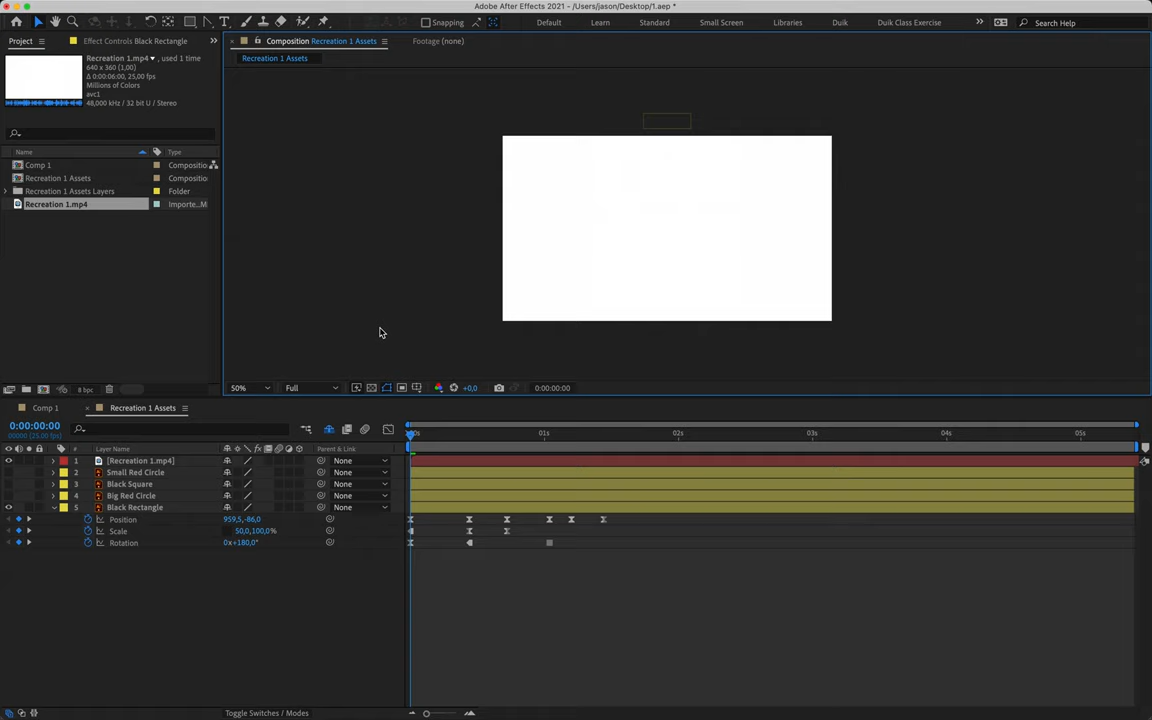 Adobe After Effects 2021 - /Users/jason/Desktop/1.aep *
Snapping
Default
Learn
Standard
Small Screen
Libraries
Duik
Duik Class Exercise
Search Help
Project
Effect Controls Black Rectangle
Composition Recreation 1 Assets
Footage (none)
Recreation 1 Assets
Recreation 1.mp4 , used 1 time
640 x 360 (1,00)
Δ 0:00:06:00, 25,00 fps
Millions of Colors
avc1
48,000 kHz / 32 bit U / Stereo
Name
Type
Comp 1
Compositio
Recreation 1 Assets
Compositio
Recreation 1 Assets Layers
Folder
Recreation 1.mp4
Importe...M
8 bpc
50%
Full
+0,0
0:00:00:00
Comp 1
Recreation 1 Assets
0:00:00:00
00000 (25.00 fps)
01s
02s
03s
04s
05s
#
Layer Name
Parent & Link
1 [Recreation 1.mp4] None
2 Small Red Circle None
3 Black Square None
4 Big Red Circle None
5 Black Rectangle None
Position 959,5,-86,0
Scale 50,0,100,0%
Rotation 0x+180,0°
Toggle Switches / Modes